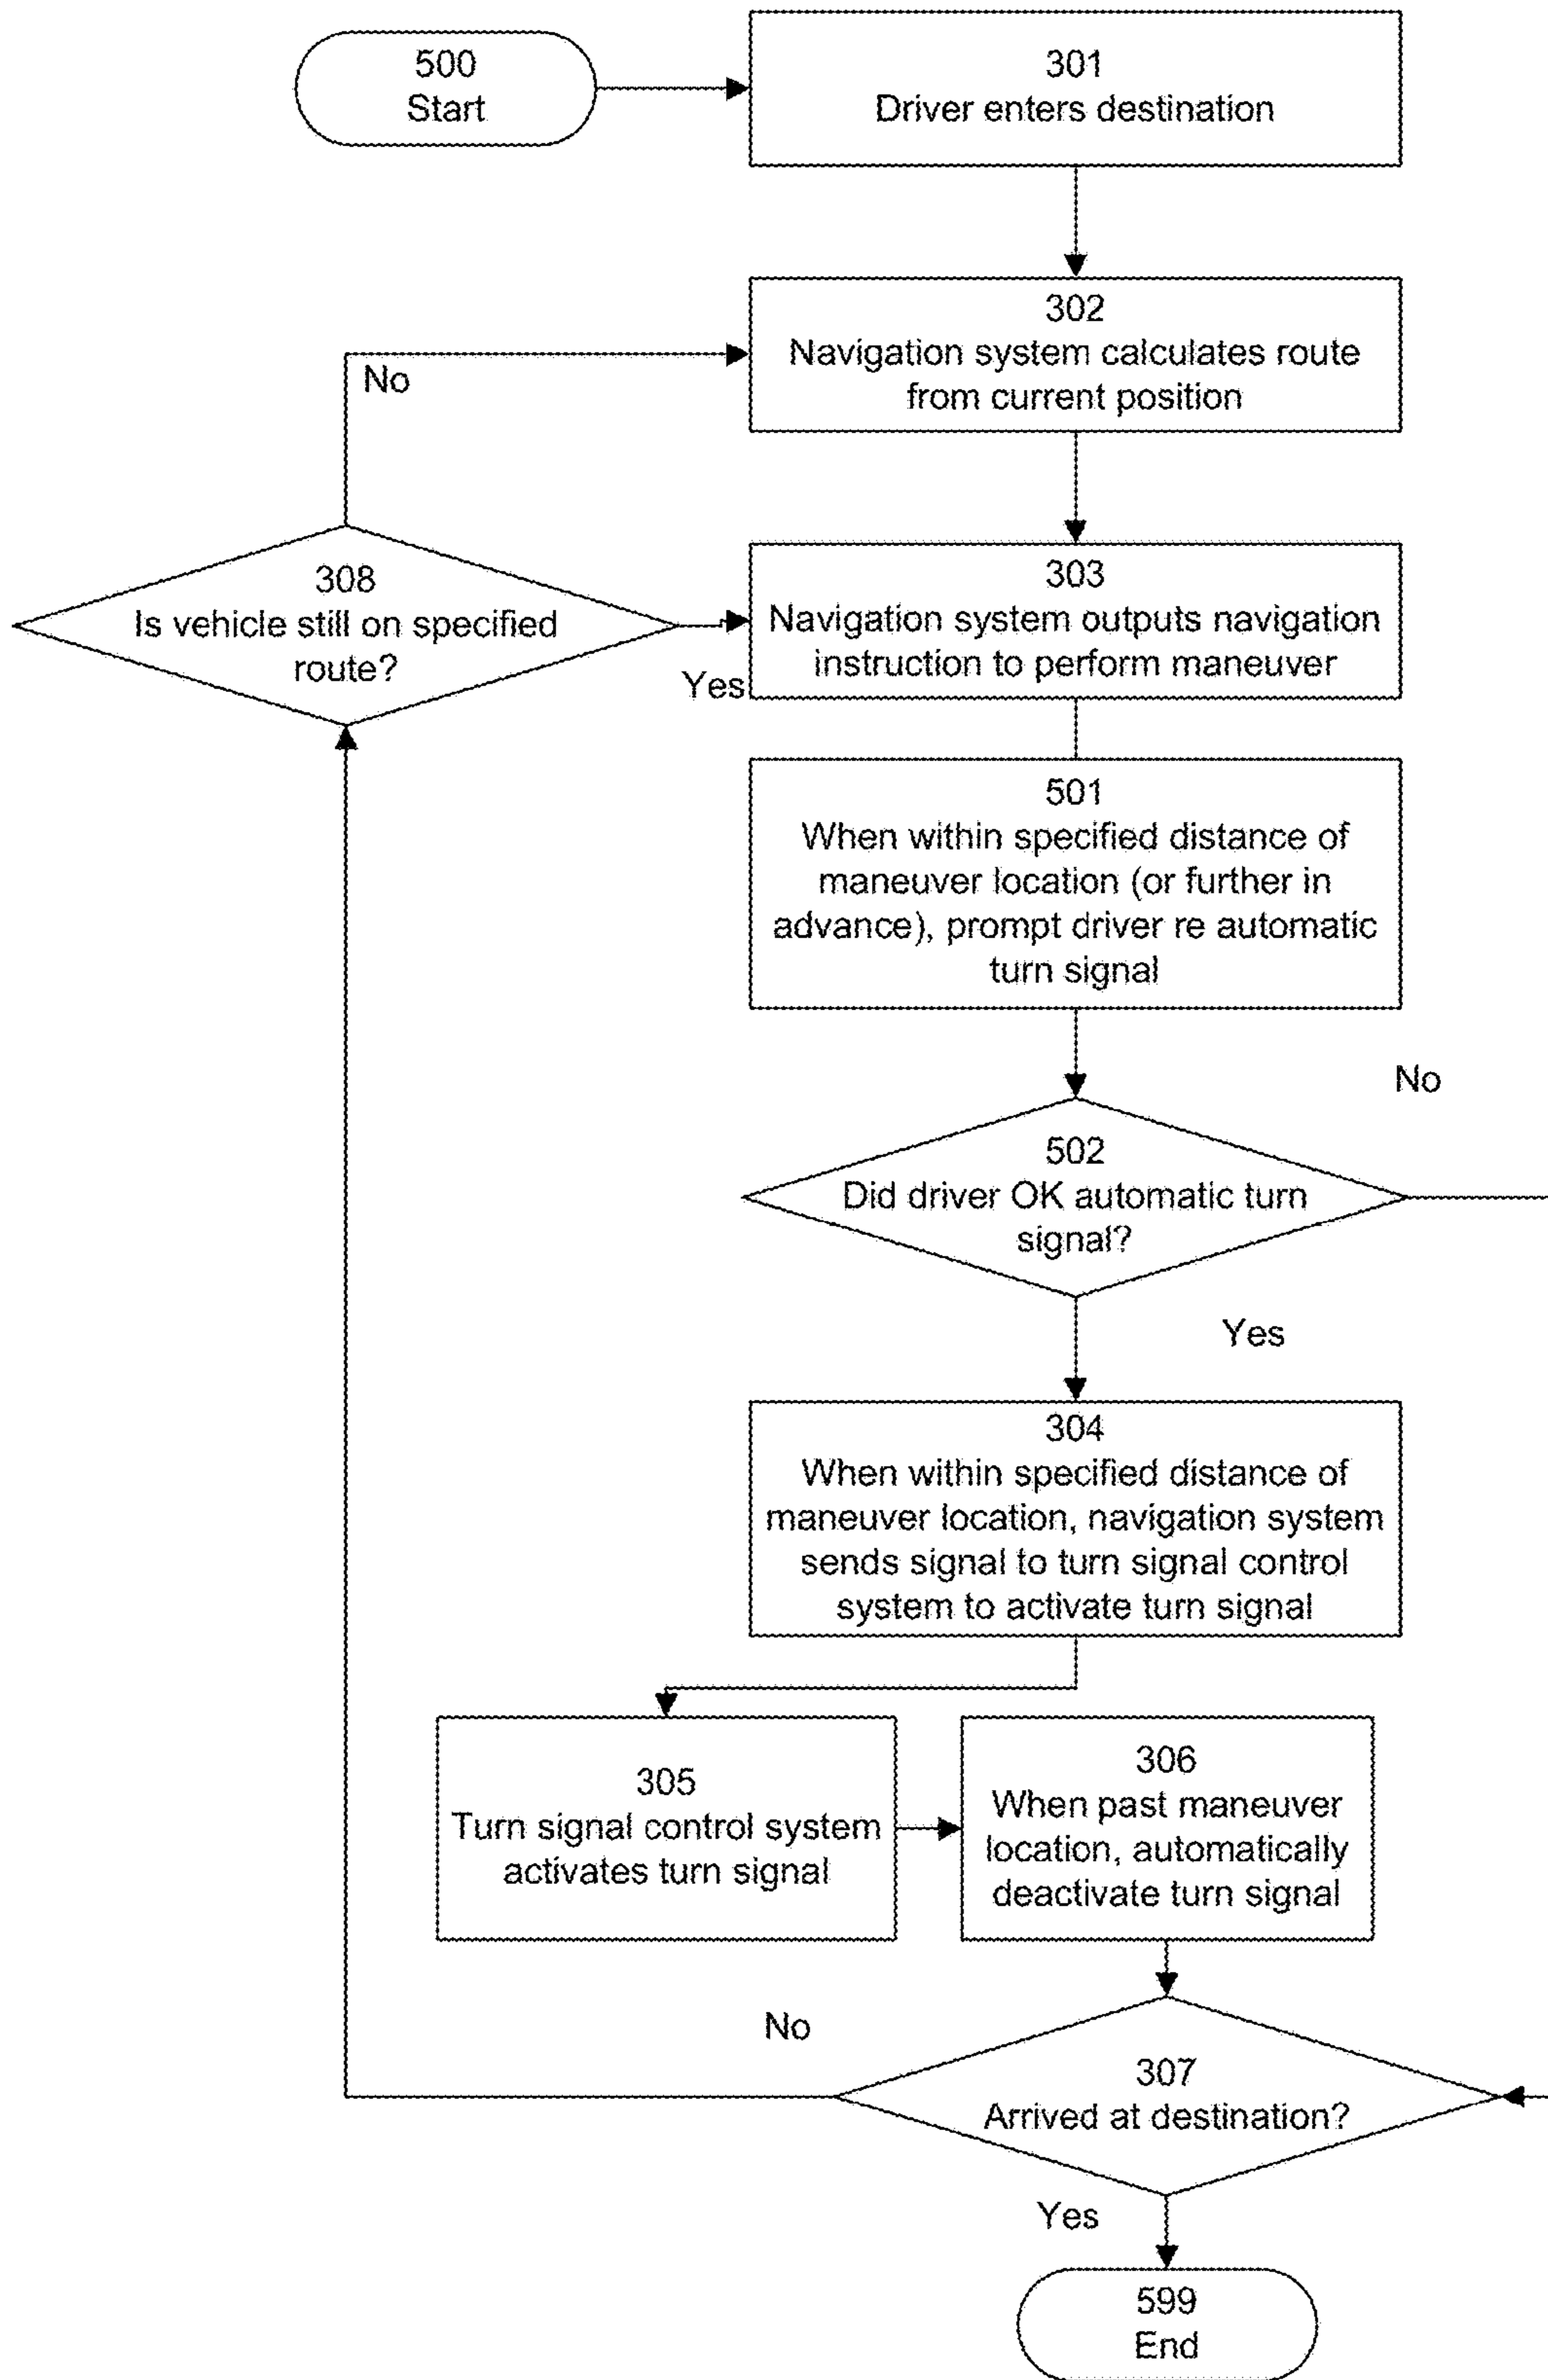 500
Start
301
Driver enters destination
302
Navigation system calculates route
from current position
No
308
Is vehicle still on specified
route?
Yes
303
Navigation system outputs navigation
instruction to perform maneuver
501
When within specified distance of
maneuver location (or further in
advance), prompt driver re automatic
turn signal
No
502
Did driver OK automatic turn
signal?
Yes
304
When within specified distance of
maneuver location, navigation system
sends signal to turn signal control
system to activate turn signal
305
Turn signal control system
activates turn signal
306
When past maneuver
location, automatically
deactivate turn signal
No
307
Arrived at destination?
Yes
599
End